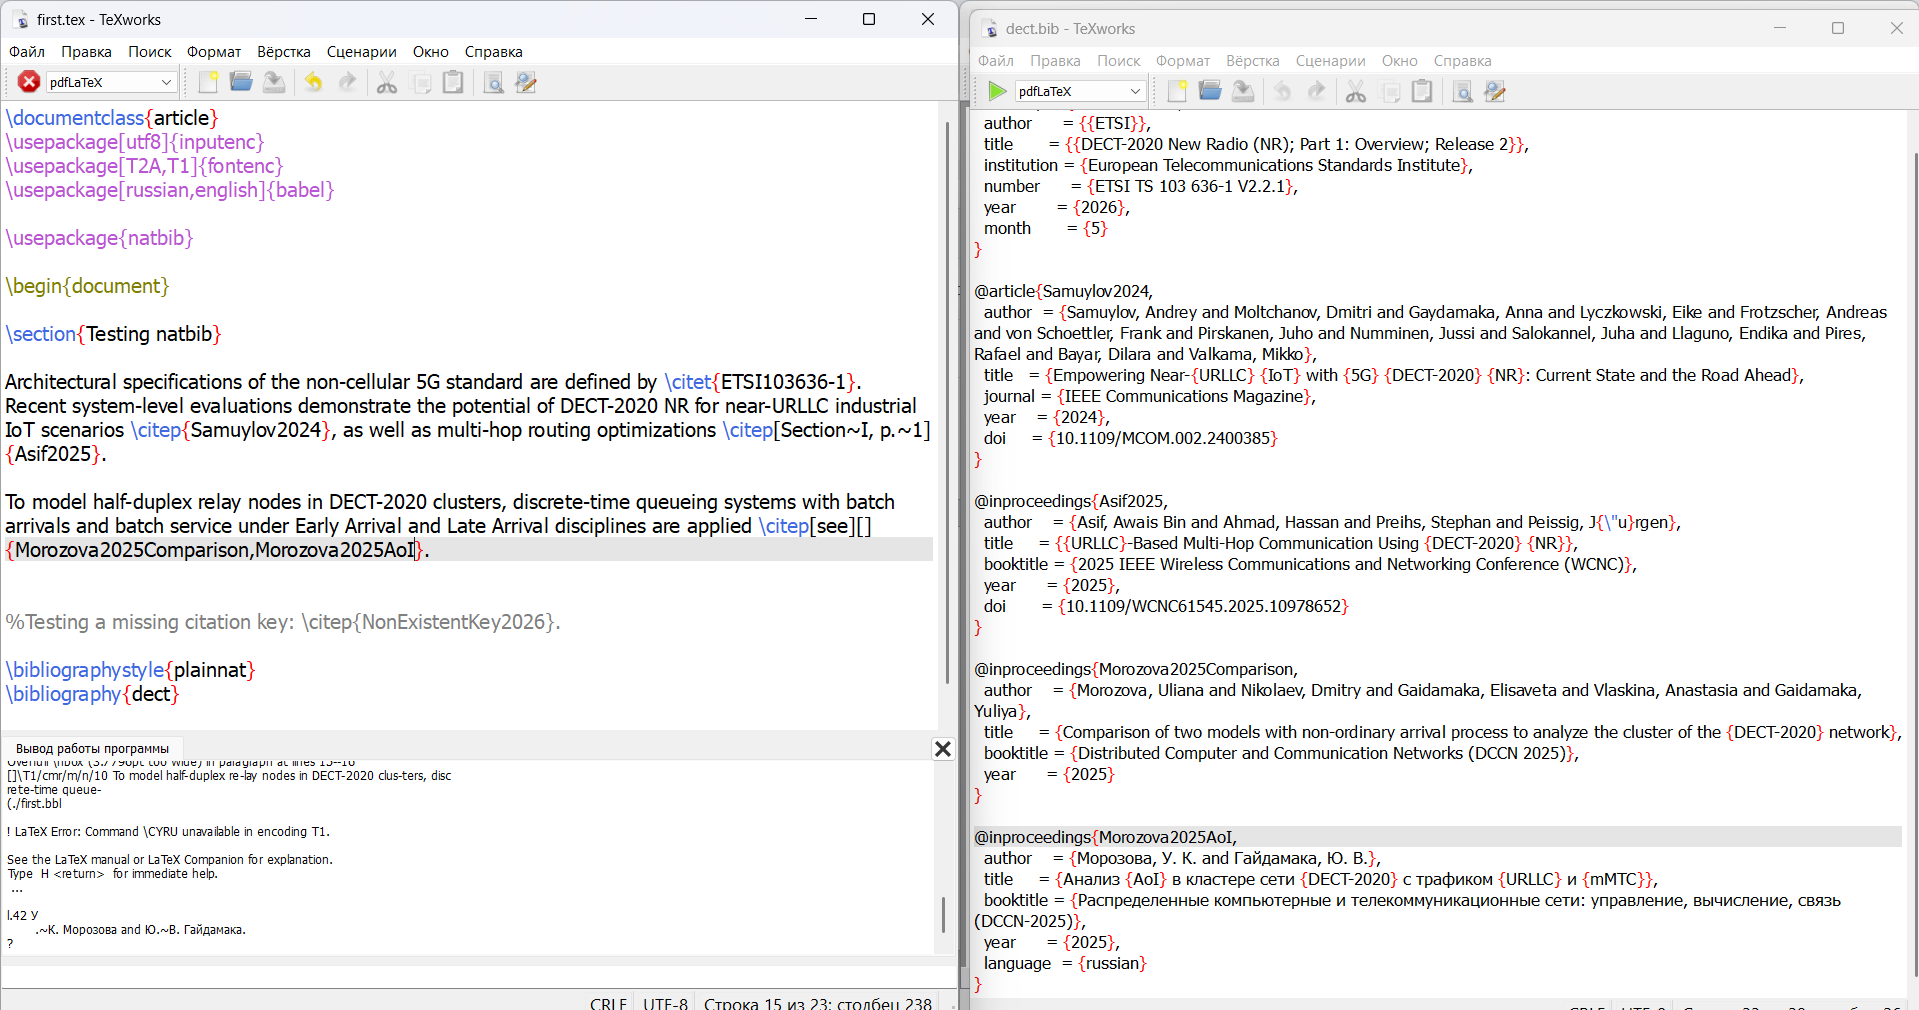 first.tex - TeXworks
Файл Правка Поиск Формат Вёрстка Сценарии Окно Справка
pdfLaTeX
\documentclass{article}
\usepackage[utf8]{inputenc}
\usepackage[T2A,T1]{fontenc}
\usepackage[russian,english]{babel}
\usepackage{natbib}
\begin{document}
\section{Testing natbib}
Architectural specifications of the non-cellular 5G standard are defined by \citet{ETSI103636-1}.
Recent system-level evaluations demonstrate the potential of DECT-2020 NR for near-URLLC industrial
IoT scenarios \citep{Samuylov2024}, as well as multi-hop routing optimizations \citep[Section~I, p.~1]
{Asif2025}.
To model half-duplex relay nodes in DECT-2020 clusters, discrete-time queueing systems with batch
arrivals and batch service under Early Arrival and Late Arrival disciplines are applied \citep[see][]
{Morozova2025Comparison,Morozova2025AoI}.
%Testing a missing citation key: \citep{NonExistentKey2026}.
\bibliographystyle{plainnat}
\bibliography{dect}
Вывод работы программы
Overfull \hbox (3.7796pt too wide) in paragraph at lines 15--16
[]\T1/cmr/m/n/10 To model half-duplex re-lay nodes in DECT-2020 clus-ters, disc
rete-time queue-
(./first.bbl
! LaTeX Error: Command \CYRU unavailable in encoding T1.
See the LaTeX manual or LaTeX Companion for explanation.
Type  H <return>  for immediate help.
...
l.42 У
.~К. Морозова and Ю.~В. Гайдамака.
?
CRLF UTF-8 Строка 15 из 23; столбец 238
dect.bib - TeXworks
Файл Правка Поиск Формат Вёрстка Сценарии Окно Справка
pdfLaTeX
author = {{ETSI}},
title = {{DECT-2020 New Radio (NR); Part 1: Overview; Release 2}},
institution = {European Telecommunications Standards Institute},
number = {ETSI TS 103 636-1 V2.2.1},
year = {2026},
month = {5}
}
@article{Samuylov2024,
author = {Samuylov, Andrey and Moltchanov, Dmitri and Gaydamaka, Anna and Lyczkowski, Eike and Frotzscher, Andreas
and von Schoettler, Frank and Pirskanen, Juho and Numminen, Jussi and Salokannel, Juha and Llaguno, Endika and Pires,
Rafael and Bayar, Dilara and Valkama, Mikko},
title = {Empowering Near-{URLLC} {IoT} with {5G} {DECT-2020} {NR}: Current State and the Road Ahead},
journal = {IEEE Communications Magazine},
year = {2024},
doi = {10.1109/MCOM.002.2400385}
}
@inproceedings{Asif2025,
author = {Asif, Awais Bin and Ahmad, Hassan and Preihs, Stephan and Peissig, J{\"u}rgen},
title = {{URLLC}-Based Multi-Hop Communication Using {DECT-2020} {NR}},
booktitle = {2025 IEEE Wireless Communications and Networking Conference (WCNC)},
year = {2025},
doi = {10.1109/WCNC61545.2025.10978652}
}
@inproceedings{Morozova2025Comparison,
author = {Morozova, Uliana and Nikolaev, Dmitry and Gaidamaka, Elisaveta and Vlaskina, Anastasia and Gaidamaka,
Yuliya},
title = {Comparison of two models with non-ordinary arrival process to analyze the cluster of the {DECT-2020} network},
booktitle = {Distributed Computer and Communication Networks (DCCN 2025)},
year = {2025}
}
@inproceedings{Morozova2025AoI,
author = {Морозова, У. К. and Гайдамака, Ю. В.},
title = {Анализ {AoI} в кластере сети {DECT-2020} с трафиком {URLLC} и {mMTC}},
booktitle = {Распределенные компьютерные и телекоммуникационные сети: управление, вычисление, связь
(DCCN-2025)},
year = {2025},
language = {russian}
}